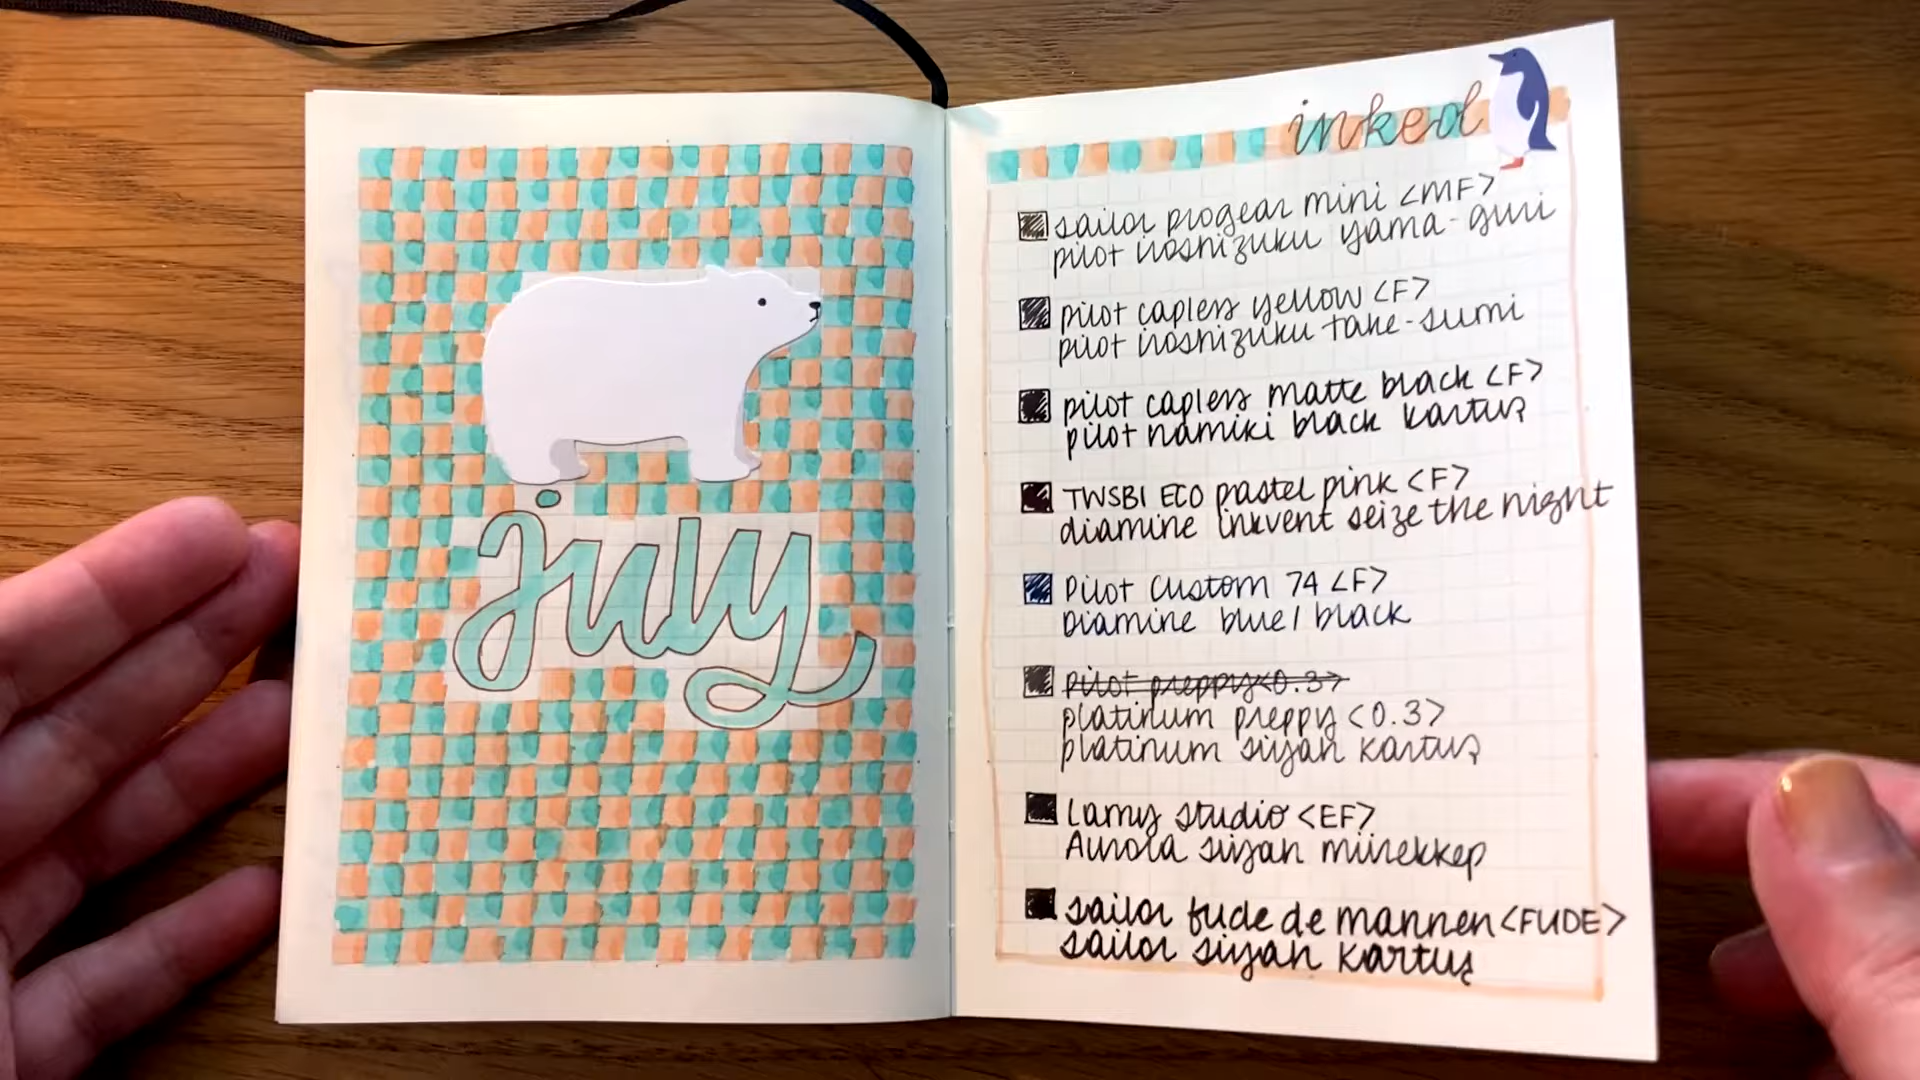 july
inked
sailor progear mini <MF>
pilot iroshizuku yama-guri
pilot capless yellow <F>
pilot iroshizuku take-sumi
pilot capless matte black <F>
pilot namiki black kartuş
TWSBI ECO pastel pink <F>
diamine inkvent seize the night
Pilot Custom 74 <F>
Diamine blue/black
pilot preppy<0.3>
platinum preppy <0.3>
platinum siyah kartuş
Lamy Studio <EF>
Aurora siyah mürekkep
sailor fude de mannen <FUDE>
sailor siyah kartuş